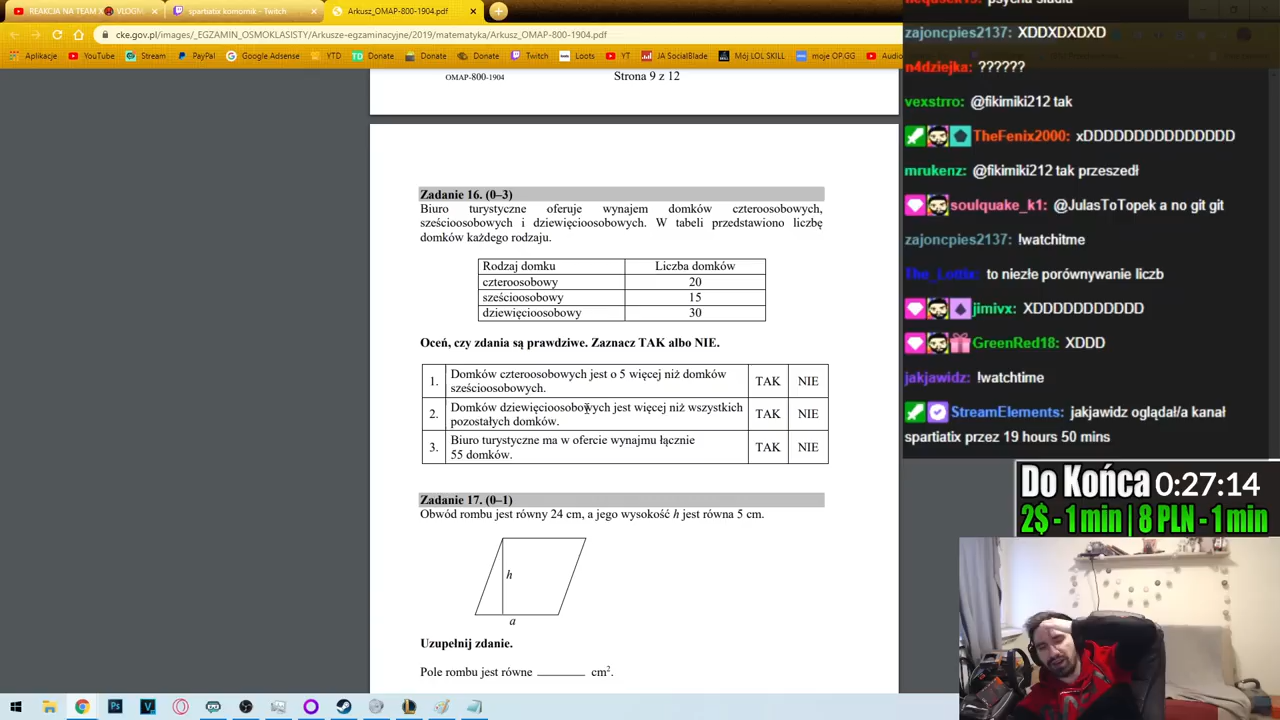 REAKCJA NA TEAM X
VLOGM
spartiatix komornik - Twitch
Arkusz_OMAP-800-1904.pdf
cke.gov.pl/images/_EGZAMIN_OSMOKLASISTY/Arkusze-egzaminacyjne/2019/matematyka/Arkusz_OMAP-800-1904.pdf
Aplikacje
YouTube
Stream
Para
Google Adsense
YTD
Donate
Donate
Donate
Twitch
Loots
YT
JA SocialBlade
Mój LOL SKILL
moje OP.GG
Audio
OMAP-800-1904
Strona 9 z 12
Zadanie 16. (0–3)
Biuro turystyczne oferuje wynajem domków czteroosobowych,
sześcioosobowych i dziewięcioosobowych. W tabeli przedstawiono liczbę
domków każdego rodzaju.
Rodzaj domku Liczba domków
czteroosobowy 20
sześcioosobowy 15
dziewięcioosobowy 30
Oceń, czy zdania są prawdziwe. Zaznacz TAK albo NIE.
1. Domków czteroosobowych jest o 5 więcej niż domków
sześcioosobowych. TAK NIE
2. Domków dziewięcioosobowych jest więcej niż wszystkich
pozostałych domków. TAK NIE
3. Biuro turystyczne ma w ofercie wynajmu łącznie
55 domków. TAK NIE
Zadanie 17. (0–1)
Obwód rombu jest równy 24 cm, a jego wysokość h jest równa 5 cm.
h
a
Uzupełnij zdanie.
Pole rombu jest równe ______ cm².
zajoncpies2137: XDDXDXDXD
n4dziejka: ??????
vexstrro: @fikimiki212 tak
TheFenix2000: xDDDDDDDDDDDDDDD
mrukenz: @fikimiki212 tak przeszedł
soulquake_k1: @JulasToTopek a no git git
zajoncpies2137: !watchitme
The_Lottix: to niezłe porównywanie liczb
jimivx: XDDDDDDDDDDD
GreenRed18: XDDD
jakjawidz: !watchtime
StreamElements: jakjawidz oglądał/a kanał
spartiatix przez 19 hours 50 mins
Do Końca 0:27:14
2$ - 1 min | 8 PLN - 1 min